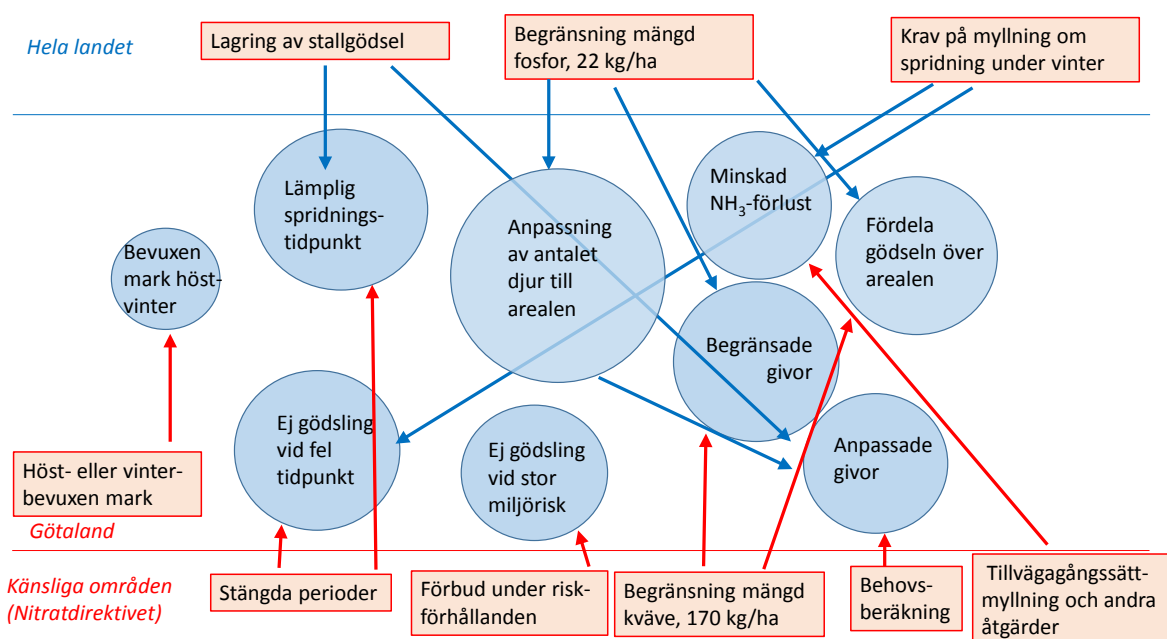 Hela landet
Lagring av stallgödsel
Begränsning mängd
fosfor, 22 kg/ha
Krav på myllning om
spridning under vinter
Lämplig
spridnings-
tidpunkt
Anpassning
av antalet
djur till
arealen
Minskad
NH₃-förlust
Fördela
gödseln över
arealen
Bevuxen
mark höst-
vinter
Begränsade
givor
Ej gödsling
vid fel
tidpunkt
Ej gödsling
vid stor
miljörisk
Anpassade
givor
Höst- eller vinter-
bevuxen mark
Götaland
Känsliga områden
(Nitratdirektivet)
Stängda perioder
Förbud under risk-
förhållanden
Begränsning mängd
kväve, 170 kg/ha
Behovs-
beräkning
Tillvägagångssätt-
myllning och andra
åtgärder